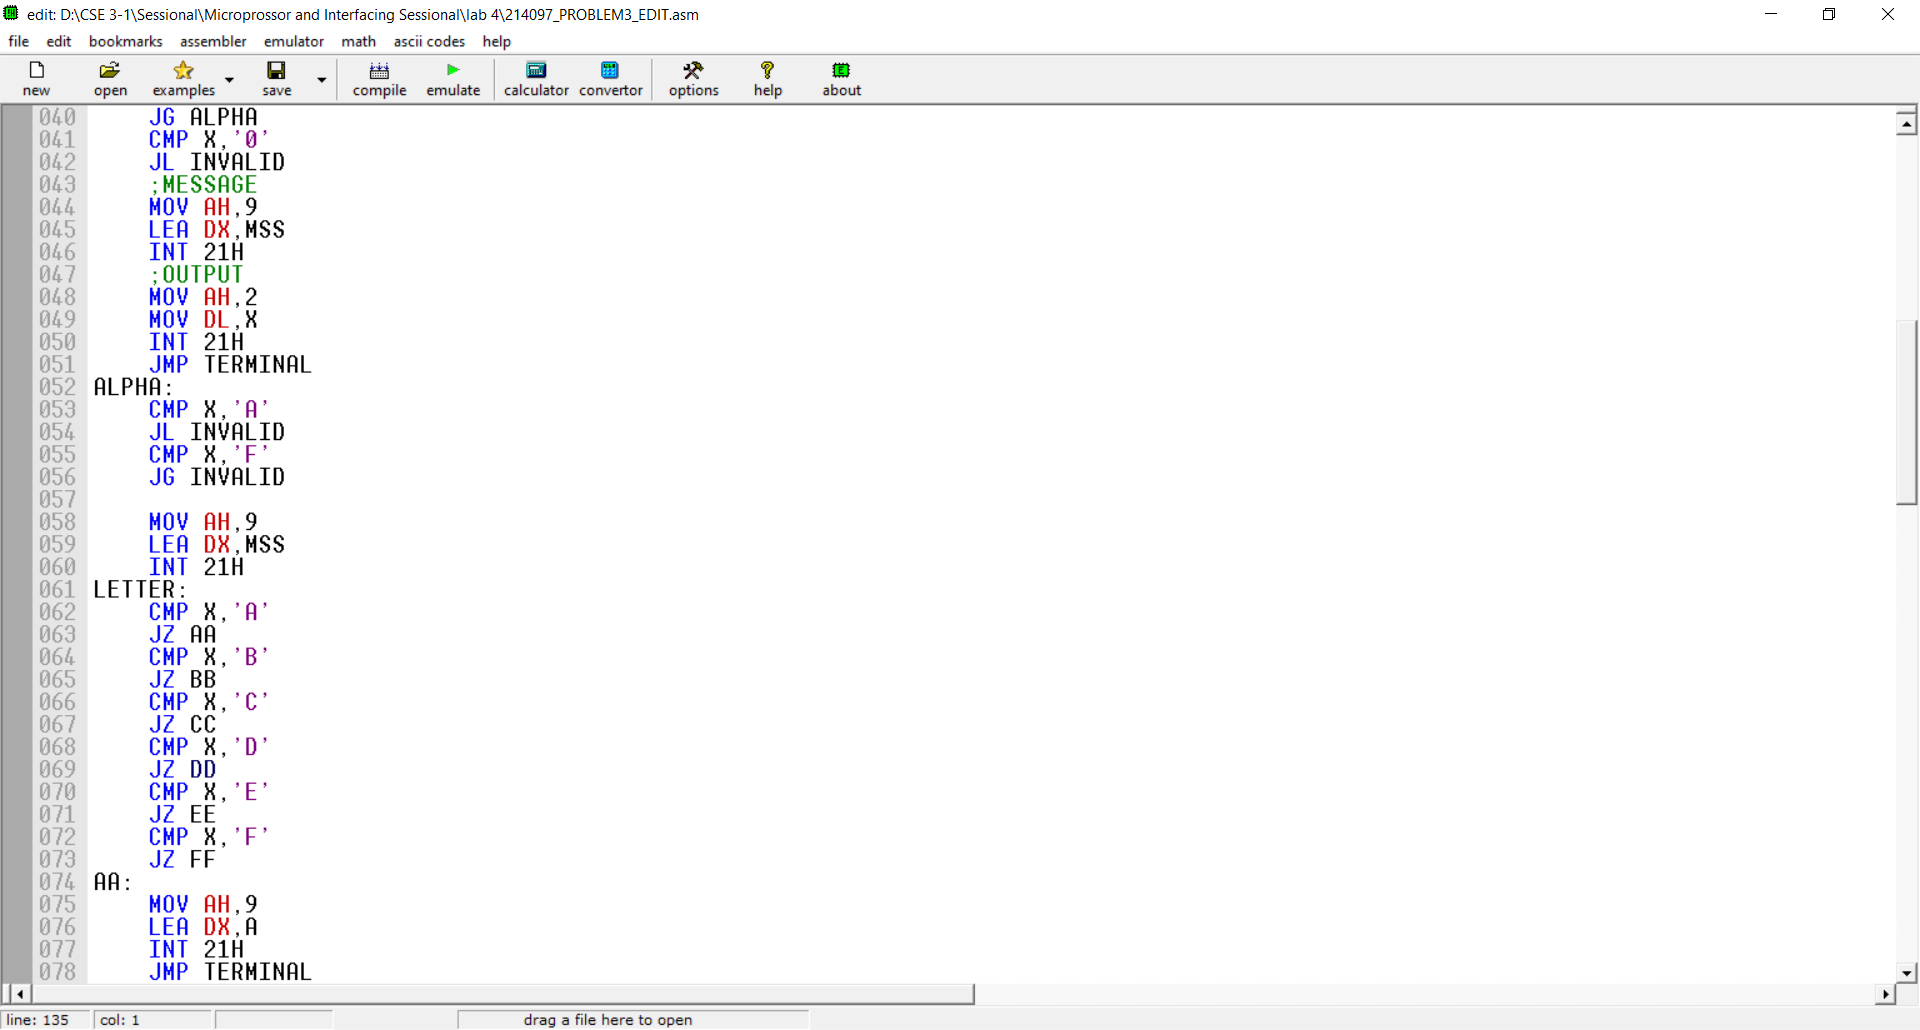 edit: D:\CSE 3-1\Sessional\Microprossor and Interfacing Sessional\lab 4\214097_PROBLEM3_EDIT.asm
file edit bookmarks assembler emulator math ascii codes help
new open examples save compile emulate calculator convertor options help about
040 JG ALPHA
041 CMP X,'0'
042 JL INVALID
043 ;MESSAGE
044 MOV AH,9
045 LEA DX,MSS
046 INT 21H
047 ;OUTPUT
048 MOV AH,2
049 MOV DL,X
050 INT 21H
051 JMP TERMINAL
052 ALPHA:
053 CMP X,'A'
054 JL INVALID
055 CMP X,'F'
056 JG INVALID
057
058 MOV AH,9
059 LEA DX,MSS
060 INT 21H
061 LETTER:
062 CMP X,'A'
063 JZ AA
064 CMP X,'B'
065 JZ BB
066 CMP X,'C'
067 JZ CC
068 CMP X,'D'
069 JZ DD
070 CMP X,'E'
071 JZ EE
072 CMP X,'F'
073 JZ FF
074 AA:
075 MOV AH,9
076 LEA DX,A
077 INT 21H
078 JMP TERMINAL
line: 135 col: 1 drag a file here to open